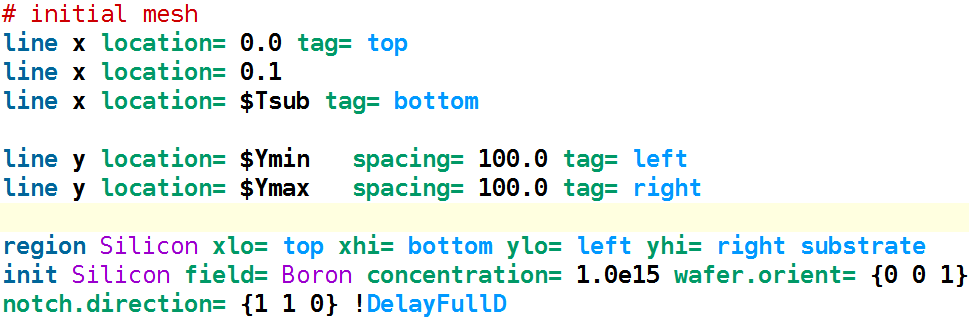 # initial mesh
line x location= 0.0 tag= top
line x location= 0.1
line x location= $Tsub tag= bottom
line y location= $Ymin spacing= 100.0 tag= left
line y location= $Ymax spacing= 100.0 tag= right
region Silicon xlo= top xhi= bottom ylo= left yhi= right substrate
init Silicon field= Boron concentration= 1.0e15 wafer.orient= {0 0 1}
notch.direction= {1 1 0} !DelayFullD